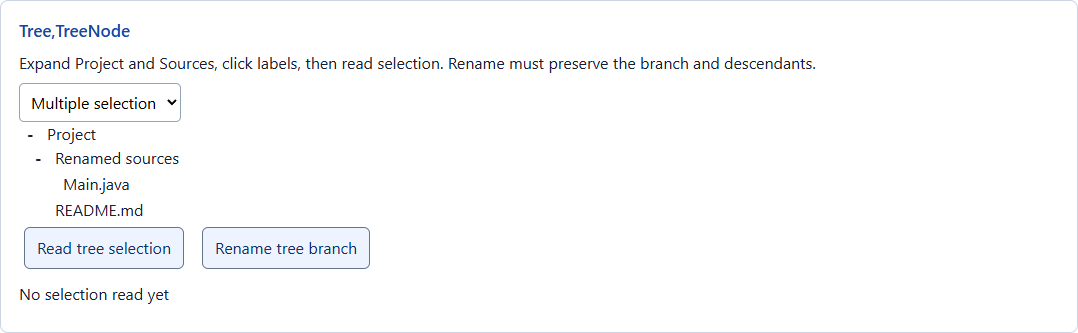 Tree,TreeNode
Expand Project and Sources, click labels, then read selection. Rename must preserve the branch and descendants.
Multiple selection
- Project
- Renamed sources
Main.java
README.md
Read tree selection Rename tree branch
No selection read yet